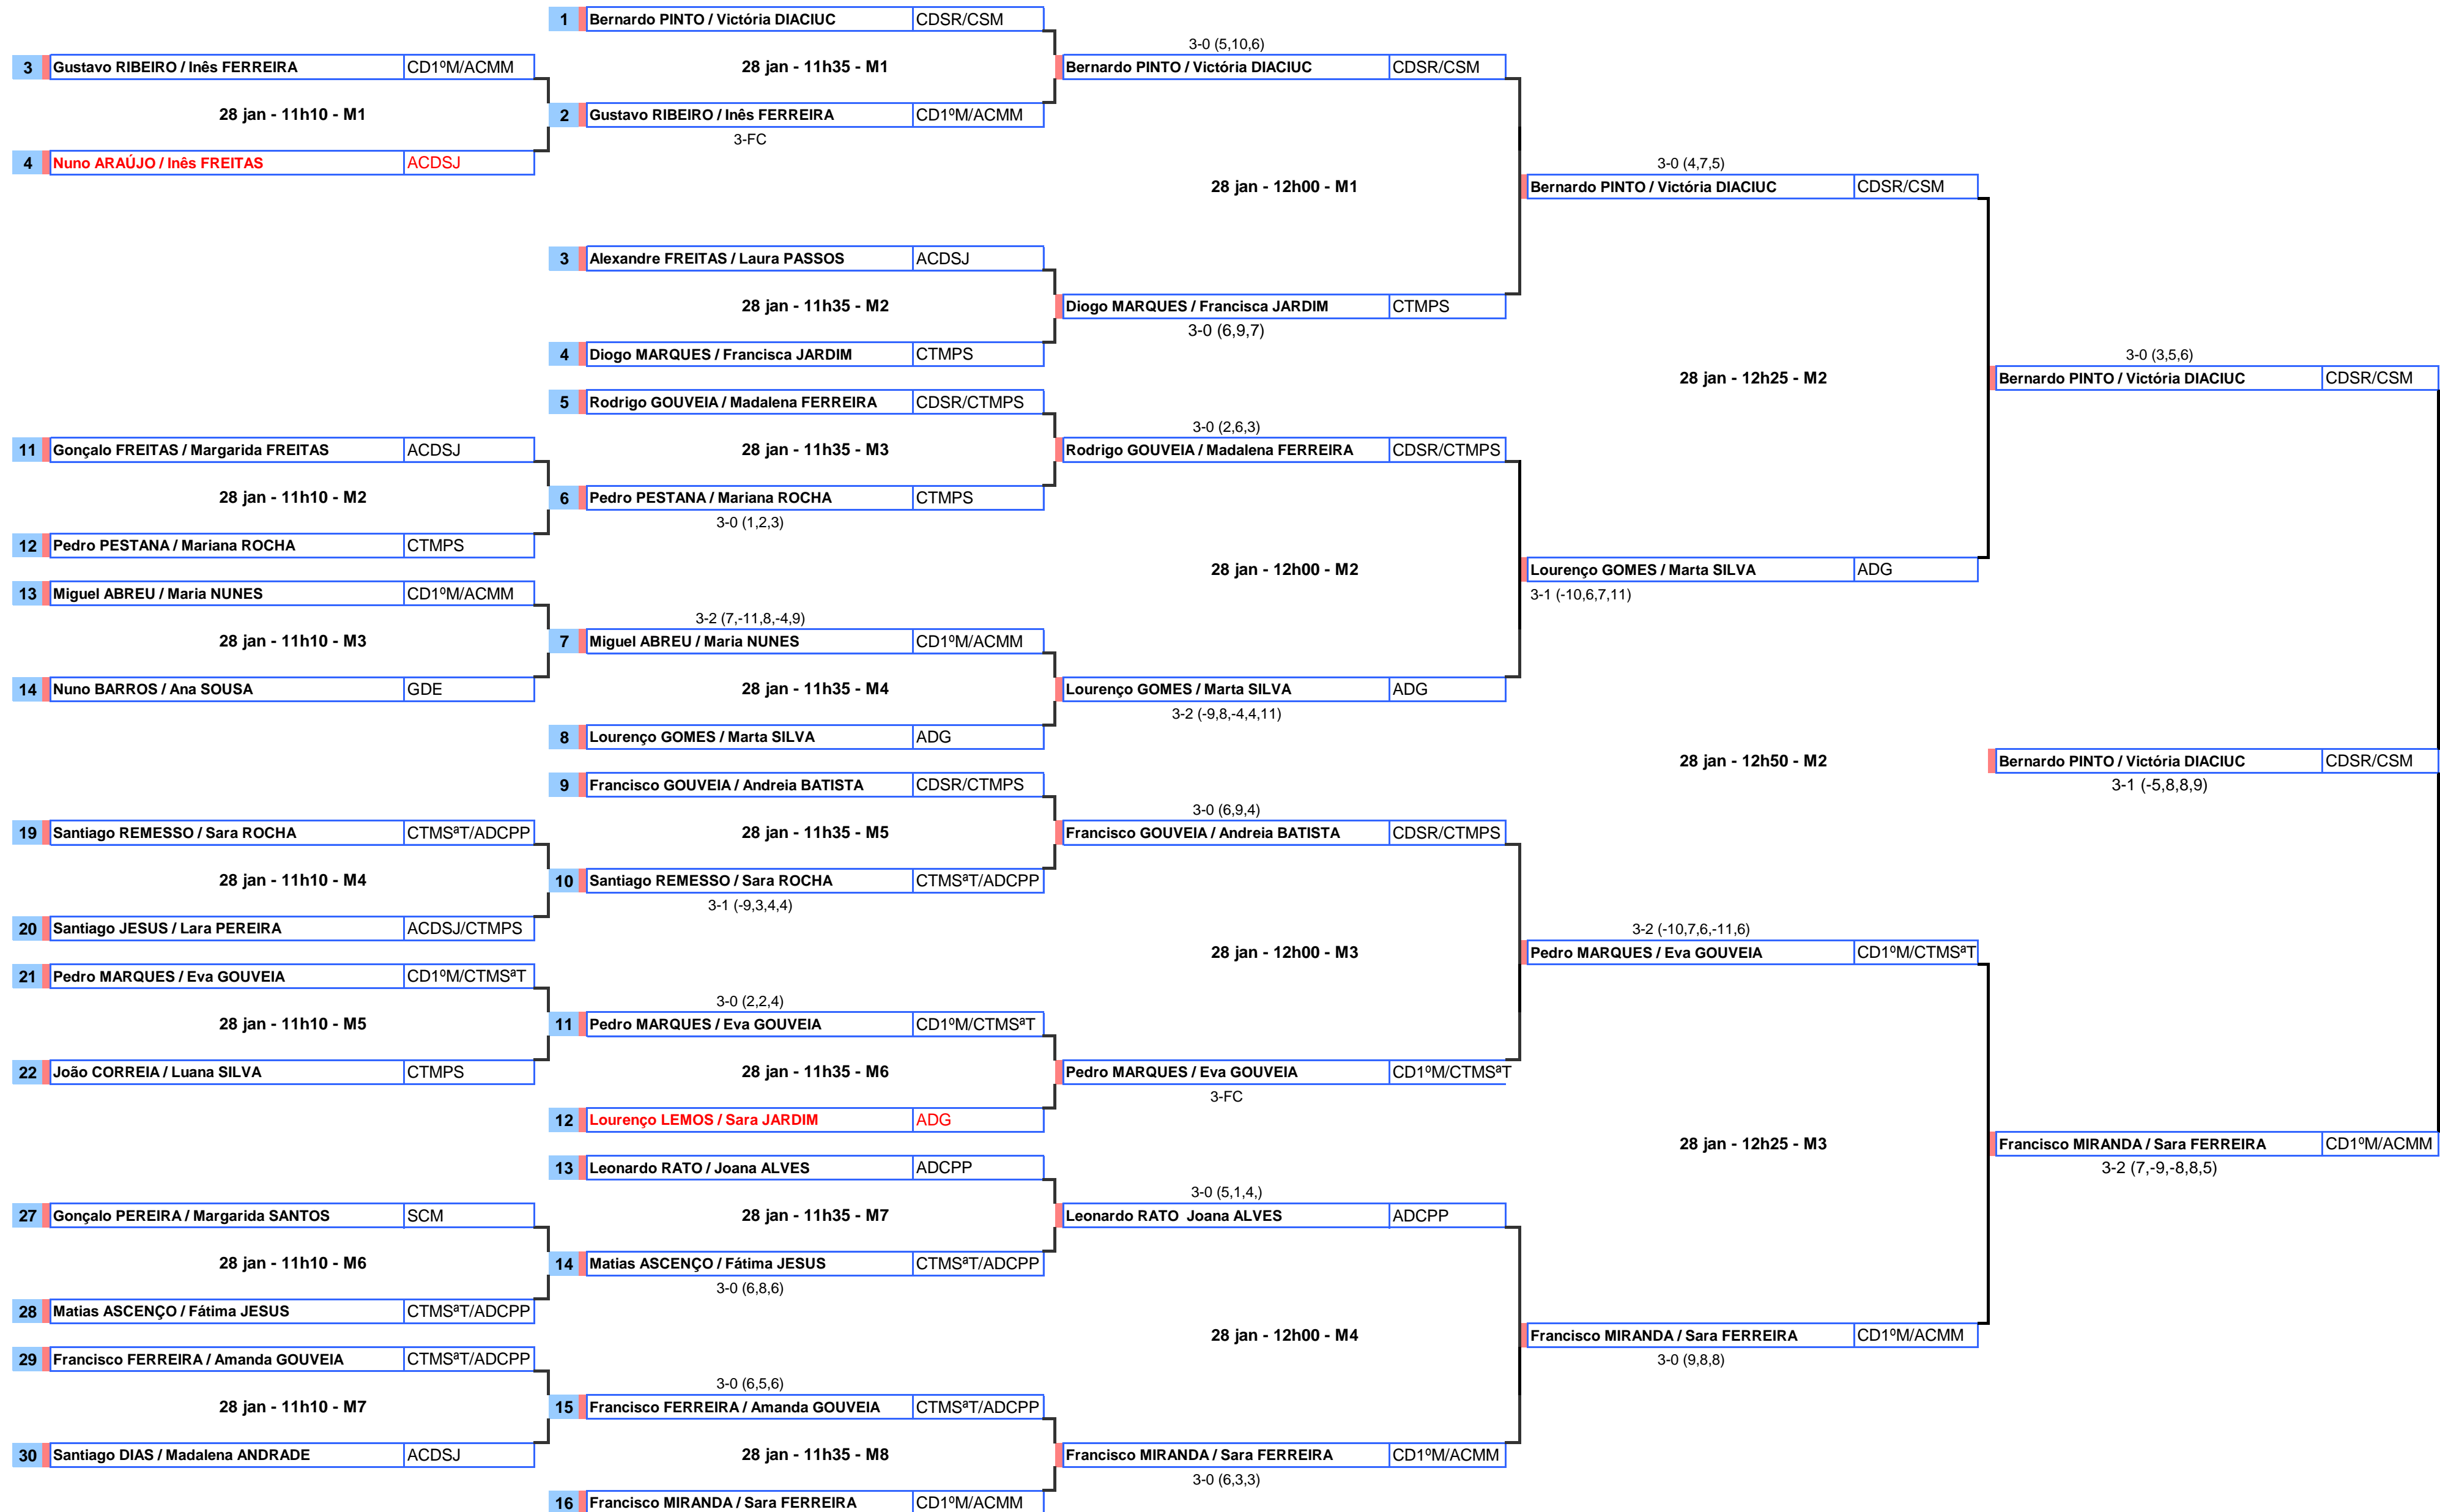 1 Bernardo PINTO / Victória DIACIUC CDSR/CSM
3-0 (5,10,6)
3 Gustavo RIBEIRO / Inês FERREIRA CD1ºM/ACMM 28 jan - 11h35 - M1 Bernardo PINTO / Victória DIACIUC CDSR/CSM
28 jan - 11h10 - M1 2 Gustavo RIBEIRO / Inês FERREIRA CD1ºM/ACMM
3-FC
4 Nuno ARAÚJO / Inês FREITAS ACDSJ 3-0 (4,7,5)
28 jan - 12h00 - M1 Bernardo PINTO / Victória DIACIUC CDSR/CSM
3 Alexandre FREITAS / Laura PASSOS ACDSJ
28 jan - 11h35 - M2 Diogo MARQUES / Francisca JARDIM CTMPS
3-0 (6,9,7)
4 Diogo MARQUES / Francisca JARDIM CTMPS 3-0 (3,5,6)
28 jan - 12h25 - M2 Bernardo PINTO / Victória DIACIUC CDSR/CSM
5 Rodrigo GOUVEIA / Madalena FERREIRA CDSR/CTMPS
3-0 (2,6,3)
11 Gonçalo FREITAS / Margarida FREITAS ACDSJ 28 jan - 11h35 - M3 Rodrigo GOUVEIA / Madalena FERREIRA CDSR/CTMPS
28 jan - 11h10 - M2 6 Pedro PESTANA / Mariana ROCHA CTMPS
3-0 (1,2,3)
12 Pedro PESTANA / Mariana ROCHA CTMPS
28 jan - 12h00 - M2 Lourenço GOMES / Marta SILVA ADG
13 Miguel ABREU / Maria NUNES CD1ºM/ACMM 3-1 (-10,6,7,11)
3-2 (7,-11,8,-4,9)
28 jan - 11h10 - M3 7 Miguel ABREU / Maria NUNES CD1ºM/ACMM
14 Nuno BARROS / Ana SOUSA GDE 28 jan - 11h35 - M4 Lourenço GOMES / Marta SILVA ADG
3-2 (-9,8,-4,4,11)
8 Lourenço GOMES / Marta SILVA ADG
28 jan - 12h50 - M2 Bernardo PINTO / Victória DIACIUC CDSR/CSM
9 Francisco GOUVEIA / Andreia BATISTA CDSR/CTMPS 3-1 (-5,8,8,9)
3-0 (6,9,4)
19 Santiago REMESSO / Sara ROCHA CTMSªT/ADCPP 28 jan - 11h35 - M5 Francisco GOUVEIA / Andreia BATISTA CDSR/CTMPS
28 jan - 11h10 - M4 10 Santiago REMESSO / Sara ROCHA CTMSªT/ADCPP
3-1 (-9,3,4,4)
20 Santiago JESUS / Lara PEREIRA ACDSJ/CTMPS 3-2 (-10,7,6,-11,6)
28 jan - 12h00 - M3 Pedro MARQUES / Eva GOUVEIA CD1ºM/CTMSªT
21 Pedro MARQUES / Eva GOUVEIA CD1ºM/CTMSªT
3-0 (2,2,4)
28 jan - 11h10 - M5 11 Pedro MARQUES / Eva GOUVEIA CD1ºM/CTMSªT
22 João CORREIA / Luana SILVA CTMPS 28 jan - 11h35 - M6 Pedro MARQUES / Eva GOUVEIA CD1ºM/CTMSªT
3-FC
12 Lourenço LEMOS / Sara JARDIM ADG
28 jan - 12h25 - M3 Francisco MIRANDA / Sara FERREIRA CD1ºM/ACMM
13 Leonardo RATO / Joana ALVES ADCPP 3-2 (7,-9,-8,8,5)
3-0 (5,1,4,)
27 Gonçalo PEREIRA / Margarida SANTOS SCM 28 jan - 11h35 - M7 Leonardo RATO Joana ALVES ADCPP
28 jan - 11h10 - M6 14 Matias ASCENÇO / Fátima JESUS CTMSªT/ADCPP
3-0 (6,8,6)
28 Matias ASCENÇO / Fátima JESUS CTMSªT/ADCPP
28 jan - 12h00 - M4 Francisco MIRANDA / Sara FERREIRA CD1ºM/ACMM
29 Francisco FERREIRA / Amanda GOUVEIA CTMSªT/ADCPP 3-0 (9,8,8)
3-0 (6,5,6)
28 jan - 11h10 - M7 15 Francisco FERREIRA / Amanda GOUVEIA CTMSªT/ADCPP
30 Santiago DIAS / Madalena ANDRADE ACDSJ 28 jan - 11h35 - M8 Francisco MIRANDA / Sara FERREIRA CD1ºM/ACMM
3-0 (6,3,3)
16 Francisco MIRANDA / Sara FERREIRA CD1ºM/ACMM